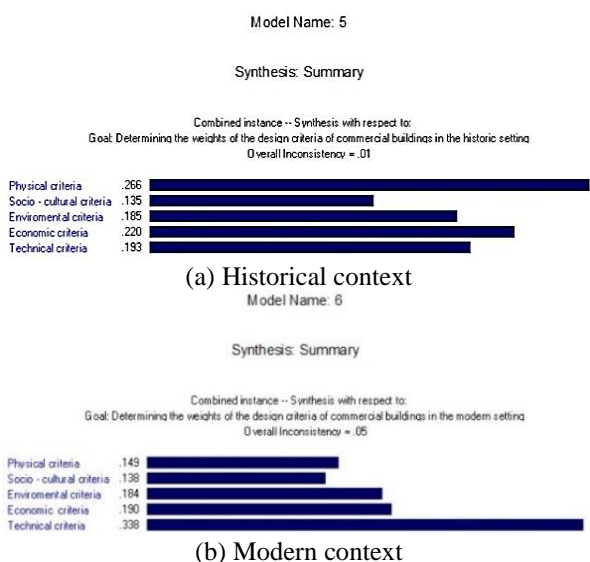 Model Name: 5
Synthesis: Summary
Combined instance -- Synthesis with respect to:
Goal: Determining the weights of the design criteria of commercial buildings in the historic setting
Overall Inconsistency = .01
Physical criteria .266
Socio - cultural criteria .135
Enviromental criteria .185
Economic criteria .220
Technical criteria .193
(a) Historical context
Model Name: 6
Synthesis: Summary
Combined instance -- Synthesis with respect to:
Goal: Determining the weights of the design criteria of commercial buildings in the modern setting
Overall Inconsistency = .05
Physical criteria .149
Socio - cultural criteria .138
Enviromental criteria .184
Economic criteria .190
Technical criteria .338
(b) Modern context